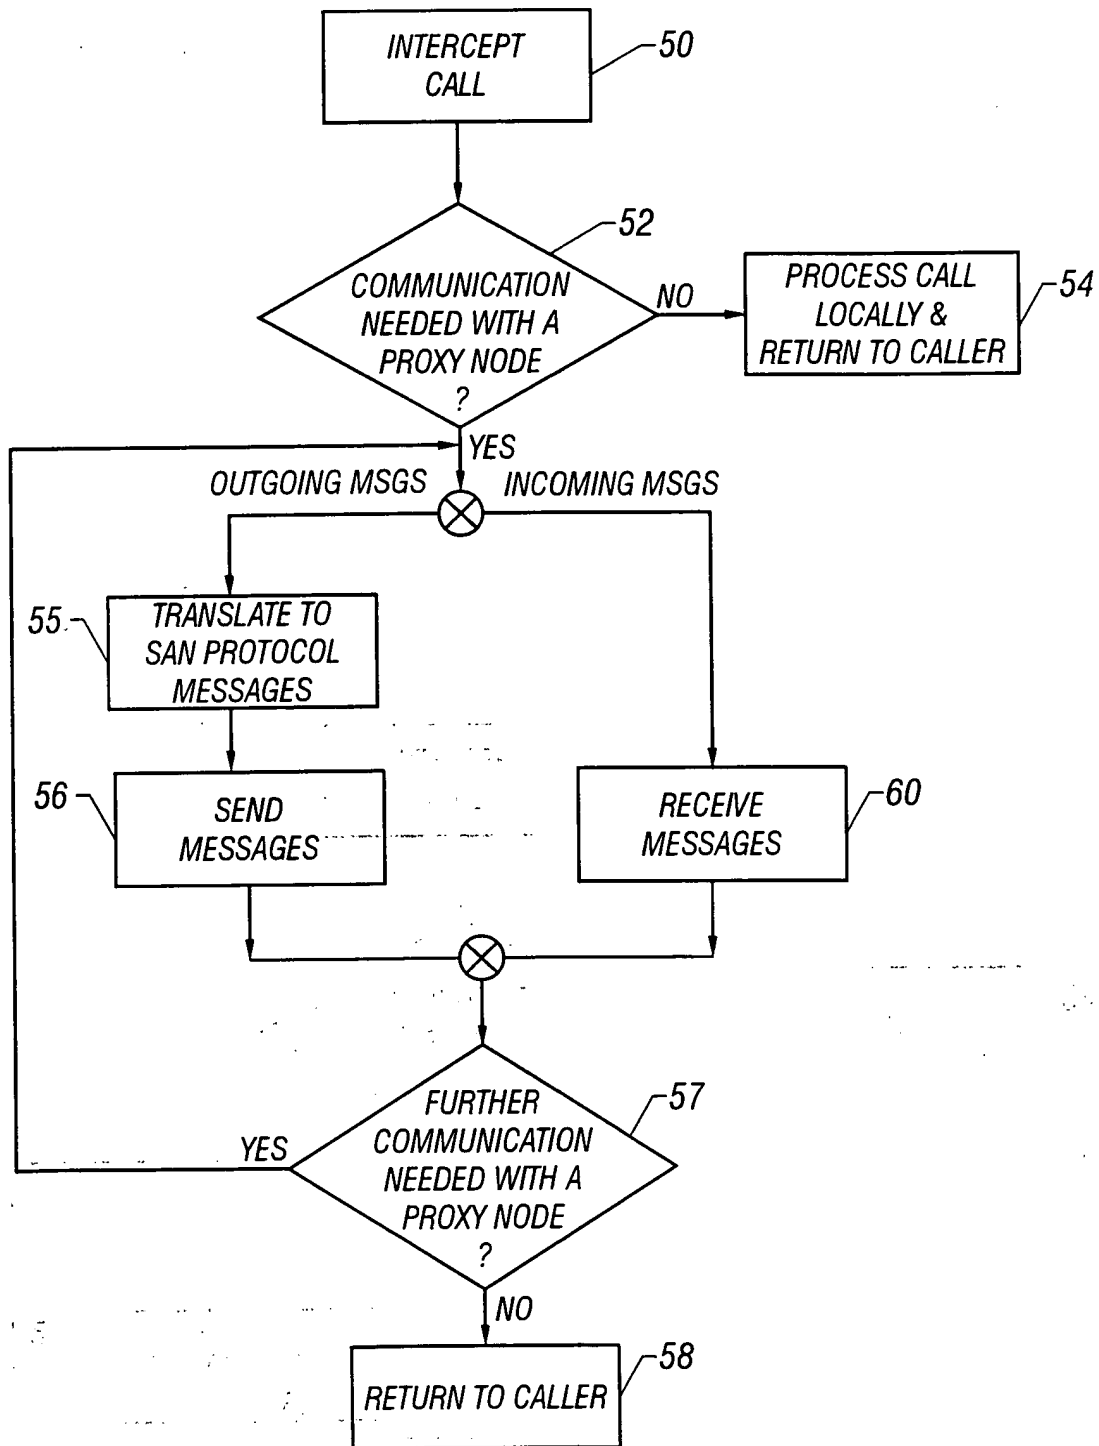 INTERCEPT
CALL
50
52
COMMUNICATION
NEEDED WITH A
PROXY NODE
?
NO
PROCESS CALL
LOCALLY &
RETURN TO CALLER
54
YES
OUTGOING MSGS
INCOMING MSGS
55
TRANSLATE TO
SAN PROTOCOL
MESSAGES
56
SEND
MESSAGES
RECEIVE
MESSAGES
60
57
FURTHER
COMMUNICATION
NEEDED WITH A
PROXY NODE
?
YES
NO
58
RETURN TO CALLER